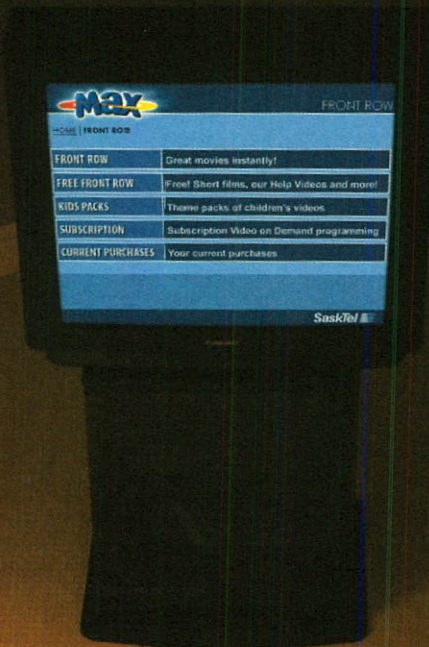 Max
FRONT ROW
HOME | FRONT ROW
FRONT ROW Great movies instantly!
FREE FRONT ROW Free! Short films, our Help Videos and more!
KIDS PACKS Theme packs of children's videos
SUBSCRIPTION Subscription Video on Demand programming
CURRENT PURCHASES Your current purchases
SaskTel